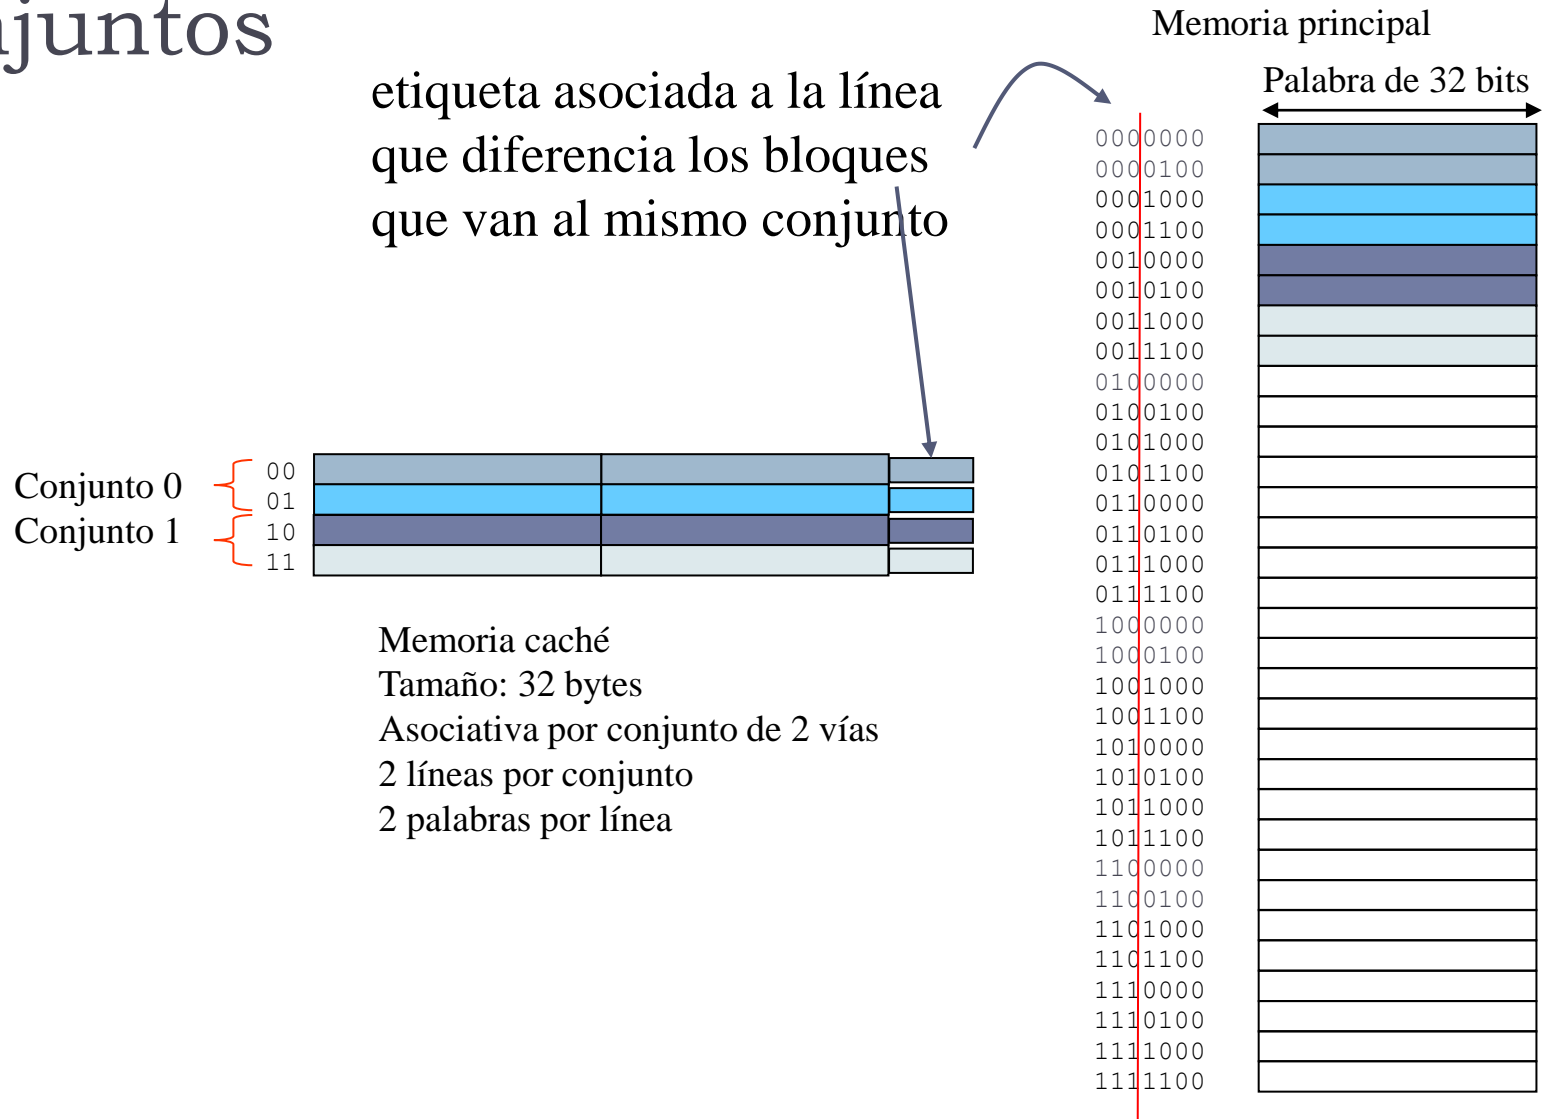 juntos
Memoria principal
Palabra de 32 bits
etiqueta asociada a la línea
que diferencia los bloques
que van al mismo conjunto
0000000
0000100
0001000
0001100
0010000
0010100
0011000
0011100
0100000
0100100
0101000
0101100
0110000
0110100
0111000
0111100
1000000
1000100
1001000
1001100
1010000
1010100
1011000
1011100
1100000
1100100
1101000
1101100
1110000
1110100
1111000
1111100
Conjunto 0
Conjunto 1
00
01
10
11
Memoria caché
Tamaño: 32 bytes
Asociativa por conjunto de 2 vías
2 líneas por conjunto
2 palabras por línea